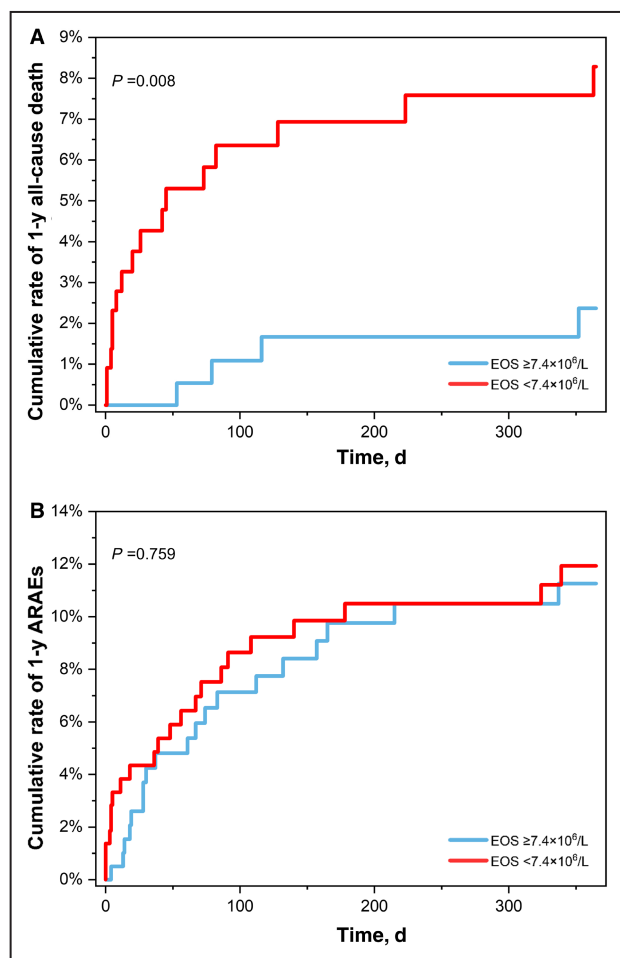 A
9%
8%
7%
6%
5%
4%
3%
2%
1%
0%
P =0.008
Cumulative rate of 1-y all-cause death
EOS ≥7.4×10⁶/L
EOS <7.4×10⁶/L
0
100
200
300
Time, d
B
14%
12%
10%
8%
6%
4%
2%
0%
P =0.759
Cumulative rate of 1-y ARAEs
EOS ≥7.4×10⁶/L
EOS <7.4×10⁶/L
0
100
200
300
Time, d